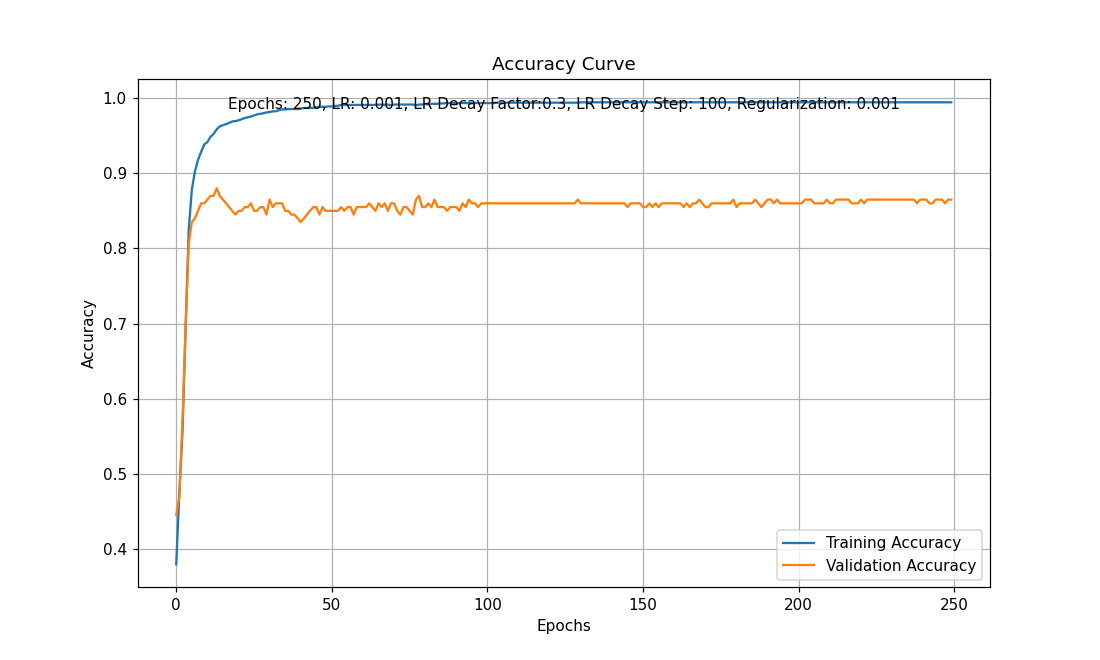 Accuracy Curve
Epochs: 250, LR: 0.001, LR Decay Factor:0.3, LR Decay Step: 100, Regularization: 0.001
1.0
0.9
0.8
0.7
0.6
0.5
0.4
Accuracy
Training Accuracy
Validation Accuracy
0 50 100 150 200 250
Epochs